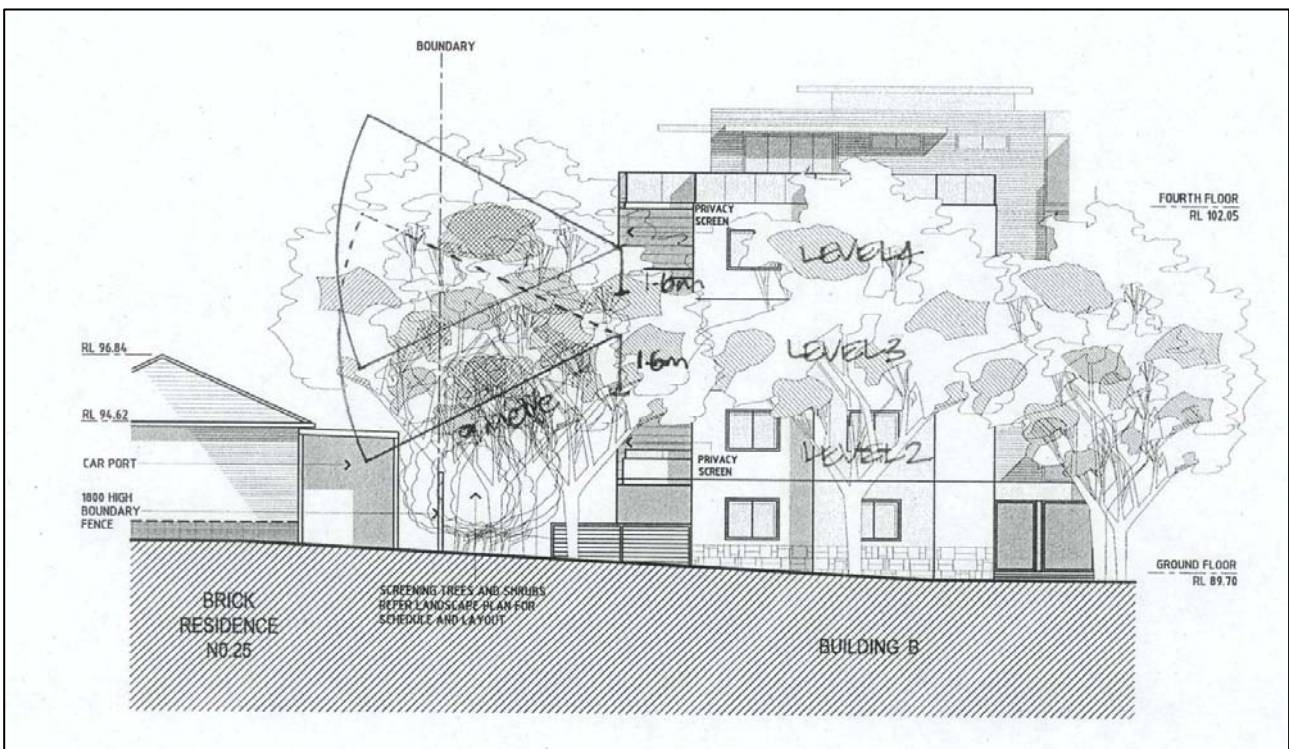 BOUNDARY
PRIVACY
SCREEN
FOURTH FLOOR
RL 102.05
LEVEL 4
1.6m
RL 96.84
LEVEL 3
1.6m
RL 94.62
CAR PORT
LEVEL 2
PRIVACY
SCREEN
1800 HIGH
BOUNDARY
FENCE
GROUND FLOOR
RL 89.70
SCREENING TREES AND SHRUBS
REFER LANDSCAPE PLAN FOR
SCHEDULE AND LAYOUT
BRICK
RESIDENCE
N0.25
BUILDING B